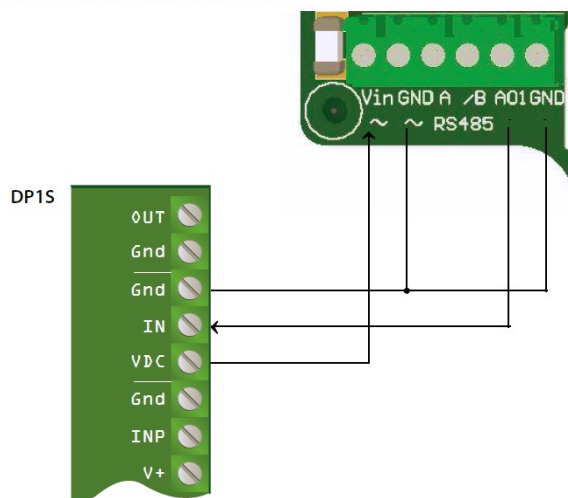 Vin GND A /B AO1 GND
~ ~ RS485
DP1S
OUT
Gnd
Gnd
IN
VDC
Gnd
INP
V+